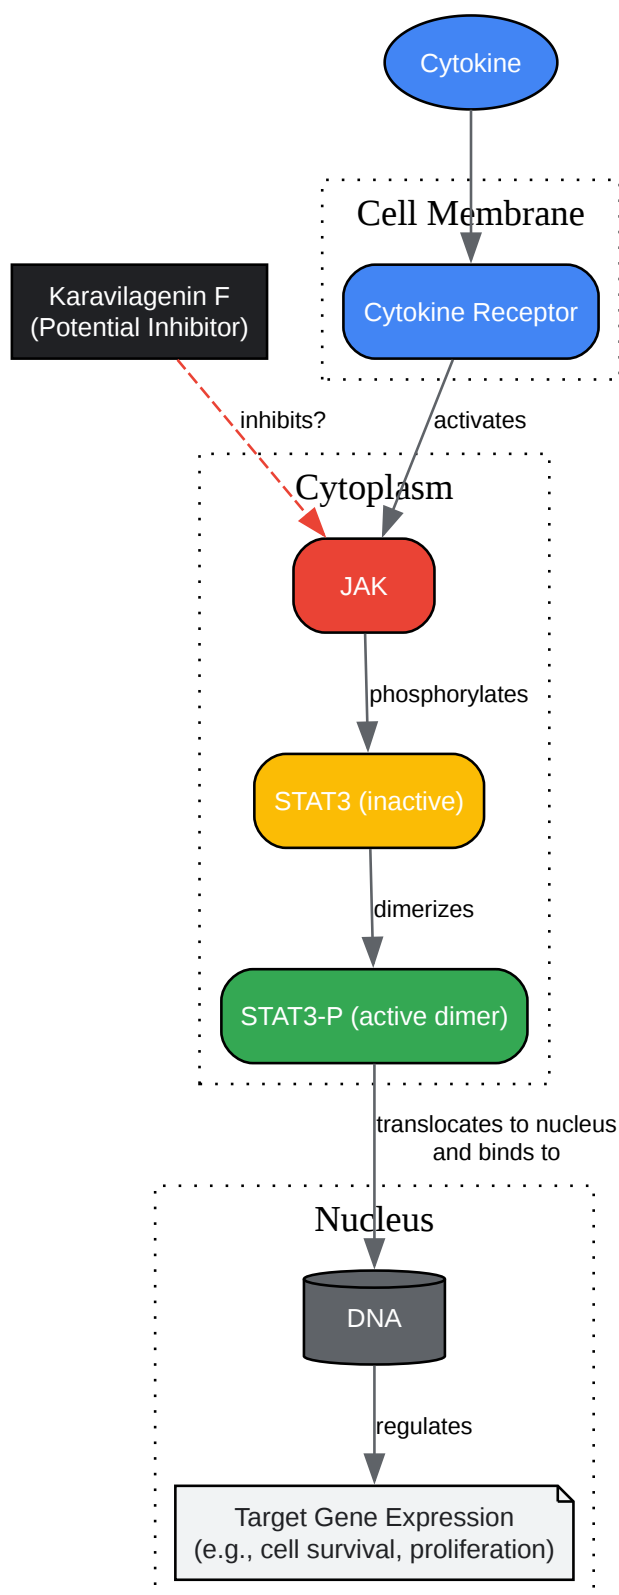 Cytokine
Cell Membrane
Karavilagenin F
(Potential Inhibitor)
Cytokine Receptor
inhibits?
activates
Cytoplasm
JAK
phosphorylates
STAT3 (inactive)
dimerizes
STAT3-P (active dimer)
translocates to nucleus
and binds to
Nucleus
DNA
regulates
Target Gene Expression
(e.g., cell survival, proliferation)